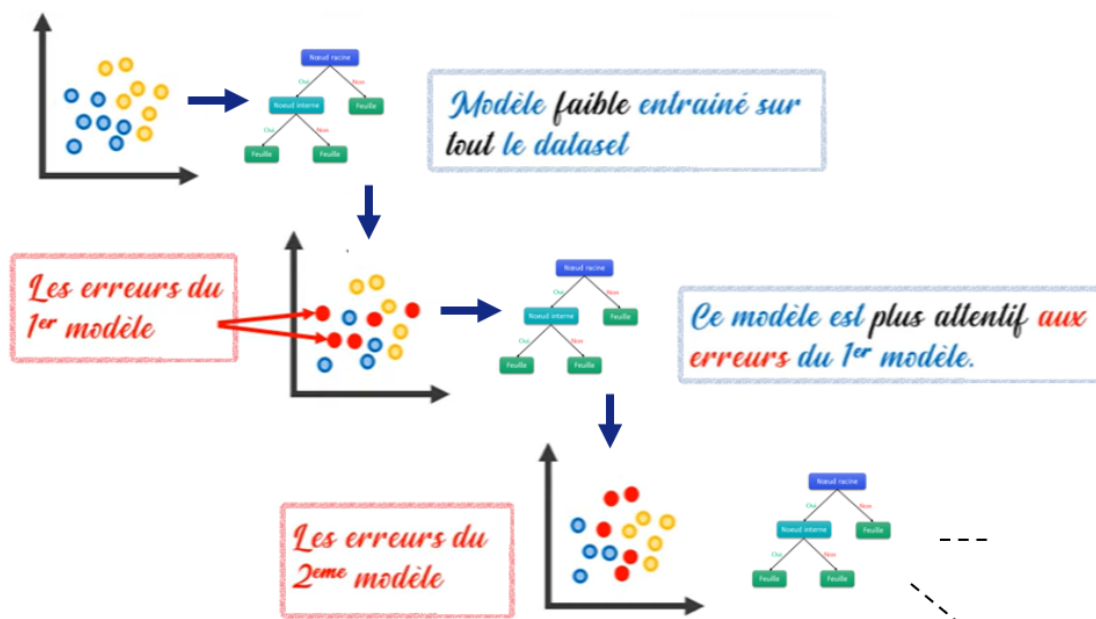 Nœud racine
Oui
Non
Noeud interne
Feuille
Oui
Non
Feuille
Feuille
Modèle faible entrainé sur
tout le dataset
Les erreurs du
1er modèle
Nœud racine
Oui
Non
Noeud interne
Feuille
Oui
Non
Feuille
Feuille
Ce modèle est plus attentif aux
erreurs du 1er modèle.
Les erreurs du
2eme modèle
Nœud racine
Oui
Non
Noeud interne
Feuille
Oui
Non
Feuille
Feuille